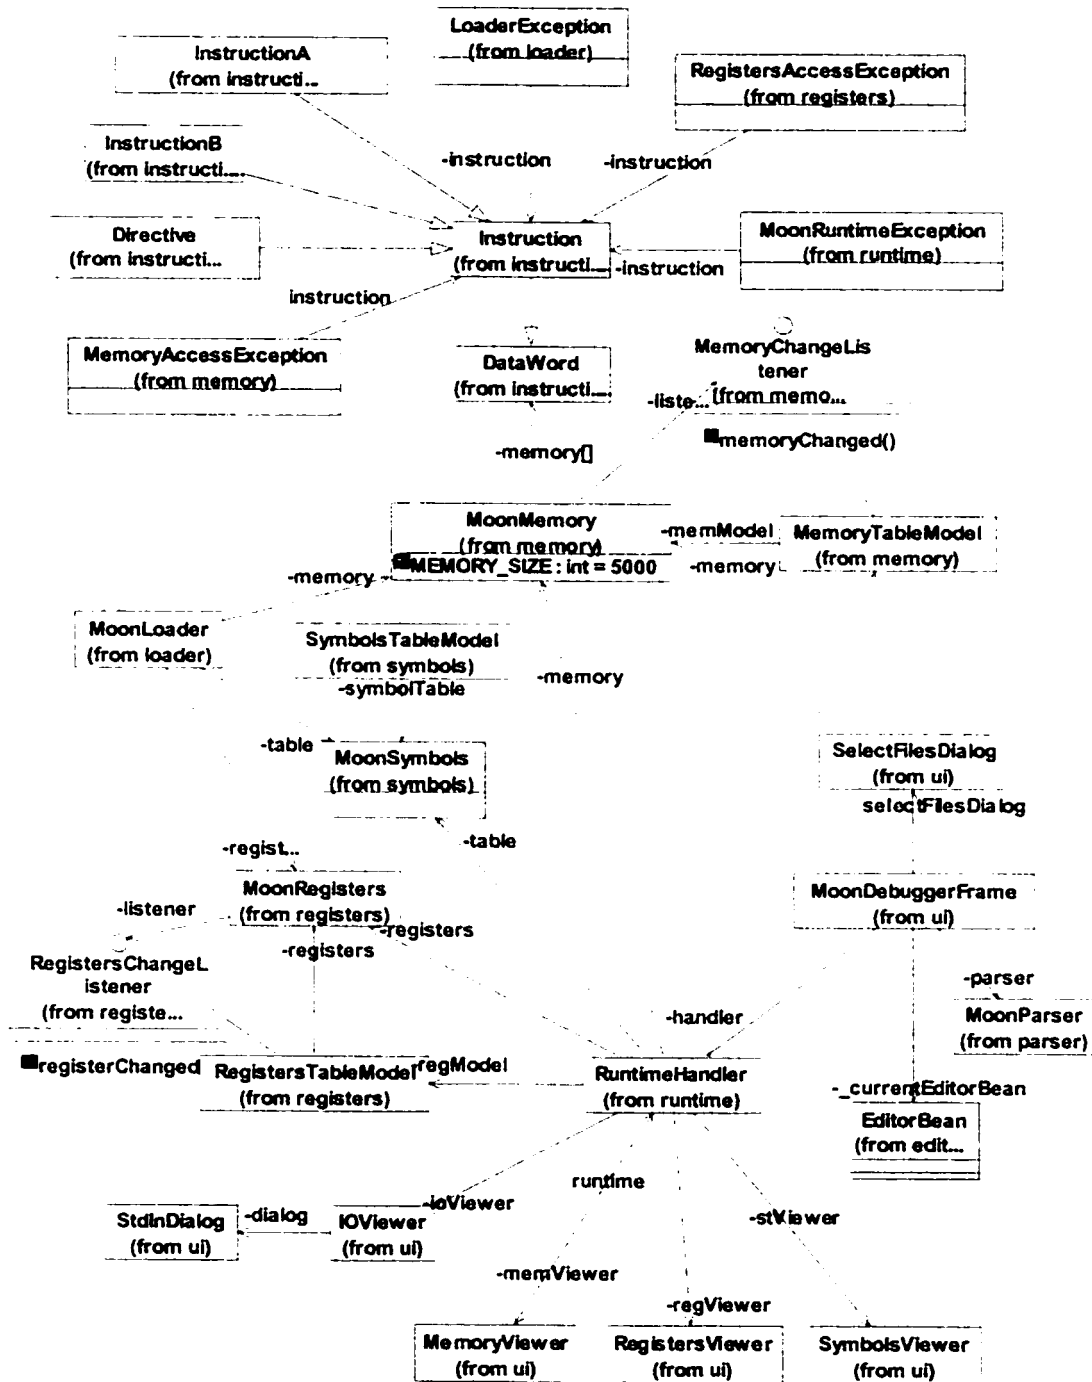 LoaderException
(from loader)
InstructionA
(from instructi...
RegistersAccessException
(from registers)
InstructionB
(from instructi....
-instruction
-instruction
Directive
(from instructi...
Instruction
(from instructi....
MoonRuntimeException
(from runtime)
-instruction
instruction
MemoryAccessException
(from memory)
DataWord
(from instructi....
MemoryChangeLis
tener
(from memo...
-liste...
memoryChanged()
-memory[]
MoonMemory
(from memory)
MEMORY_SIZE : int = 5000
-memModel
-memory
MemoryTableModel
(from memory)
-memory
MoonLoader
(from loader)
SymbolsTableModel
(from symbols)
-symbolTable
-memory
-table
MoonSymbols
(from symbols)
SelectFilesDialog
(from ui)
selectFilesDialog
-table
-regist...
MoonRegisters
(from registers)
MoonDebuggerFrame
(from ui)
-listener
-registers
-registers
RegistersChangeL
istener
(from registe...
-parser
MoonParser
(from parser)
-handler
registerChanged
RegistersTableModel
(from registers)
regModel
RuntimeHandler
(from runtime)
-_currentEditorBean
EditorBean
(from edit...
runtime
-ioViewer
-stViewer
StdInDialog
(from ui)
-dialog
IOViewer
(from ui)
-memViewer
-regViewer
MemoryViewer
(from ui)
RegistersViewer
(from ui)
SymbolsViewer
(from ui)